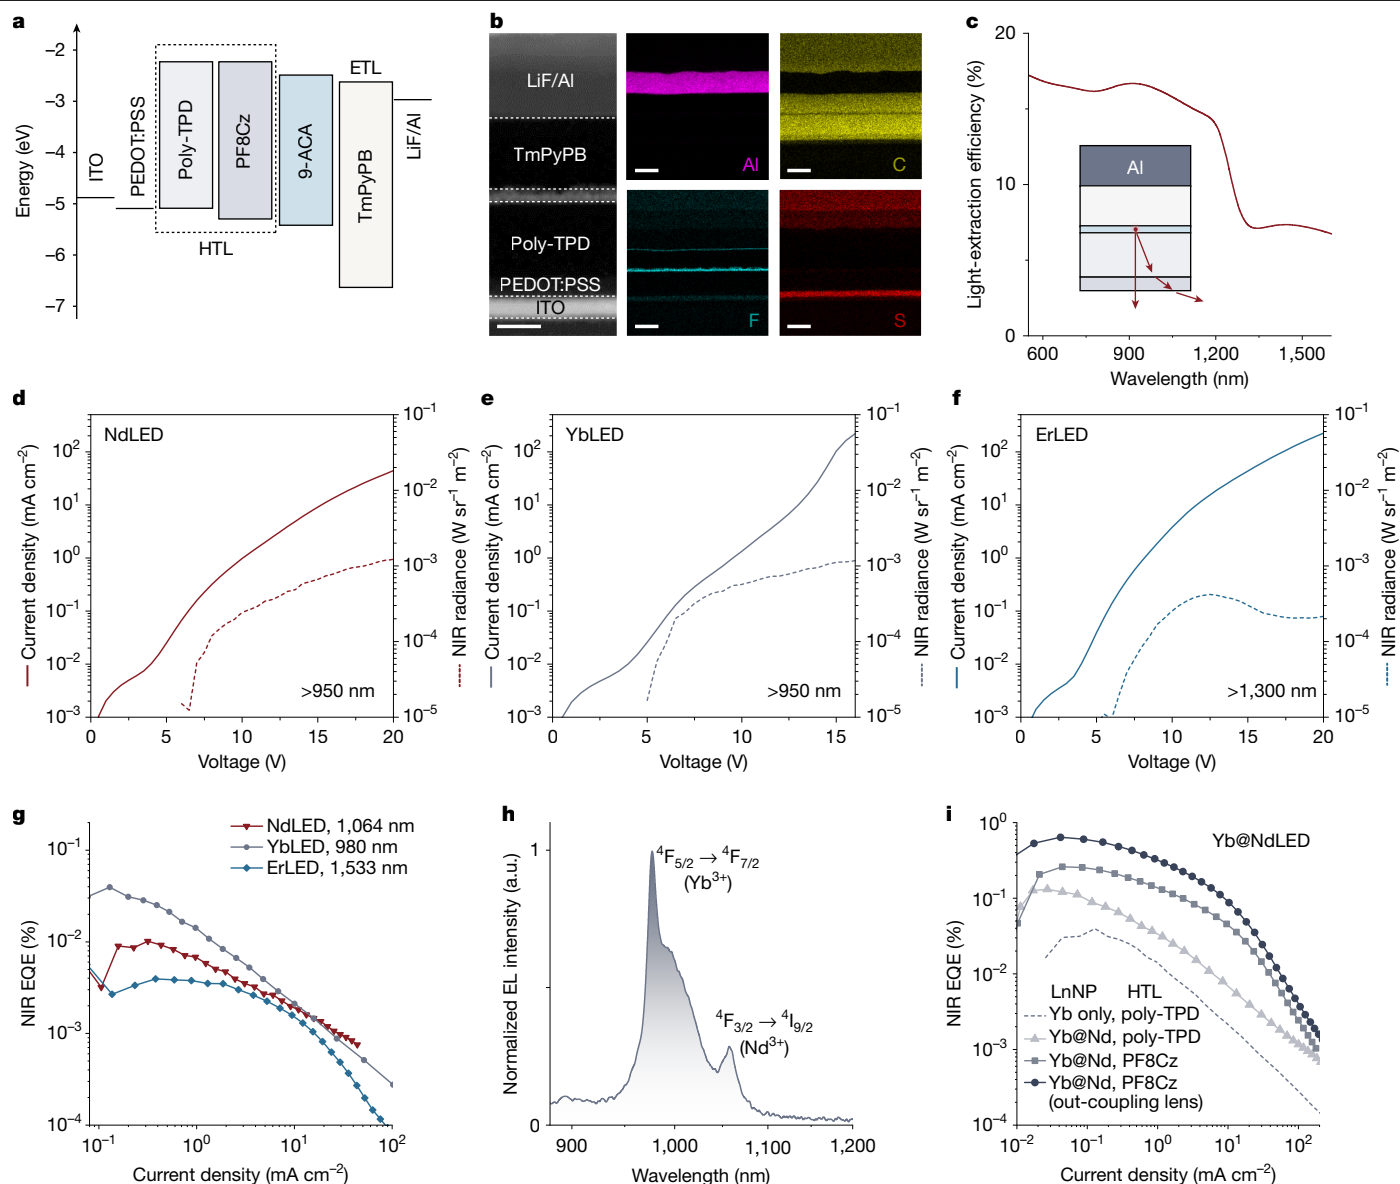 a
Energy (eV)
−2
−3
−4
−5
−6
−7
ITO
PEDOT:PSS
Poly-TPD
PF8Cz
HTL
9-ACA
ETL
TmPyPB
LiF/Al
b
LiF/Al
TmPyPB
Poly-TPD
PEDOT:PSS
ITO
Al
C
F
S
c
Light-extraction efficiency (%)
20
10
0
Al
600 900 1,200 1,500
Wavelength (nm)
d
NdLED
Current density (mA cm−2)
10² 10¹ 10⁰ 10⁻¹ 10⁻² 10⁻³
NIR radiance (W sr−1 m−2)
10⁻¹ 10⁻² 10⁻³ 10⁻⁴ 10⁻⁵
>950 nm
0 5 10 15 20
Voltage (V)
e
YbLED
Current density (mA cm−2)
10² 10¹ 10⁰ 10⁻¹ 10⁻² 10⁻³
NIR radiance (W sr−1 m−2)
10⁻¹ 10⁻² 10⁻³ 10⁻⁴ 10⁻⁵
>950 nm
0 5 10 15
Voltage (V)
f
ErLED
Current density (mA cm−2)
10² 10¹ 10⁰ 10⁻¹ 10⁻² 10⁻³
NIR radiance (W sr−1 m−2)
10⁻¹ 10⁻² 10⁻³ 10⁻⁴ 10⁻⁵
>1,300 nm
0 5 10 15 20
Voltage (V)
g
NdLED, 1,064 nm
YbLED, 980 nm
ErLED, 1,533 nm
NIR EQE (%)
10⁻¹ 10⁻² 10⁻³ 10⁻⁴
10⁻¹ 10⁰ 10¹ 10²
Current density (mA cm−2)
h
Normalized EL intensity (a.u.)
1
0
⁴F5/2 → ⁴F7/2
(Yb³⁺)
⁴F3/2 → ⁴I9/2
(Nd³⁺)
900 1,000 1,100 1,200
Wavelength (nm)
i
Yb@NdLED
NIR EQE (%)
10⁰ 10⁻¹ 10⁻² 10⁻³ 10⁻⁴
LnNP HTL
Yb only, poly-TPD
Yb@Nd, poly-TPD
Yb@Nd, PF8Cz
Yb@Nd, PF8Cz
(out-coupling lens)
10⁻² 10⁻¹ 10⁰ 10¹ 10²
Current density (mA cm−2)